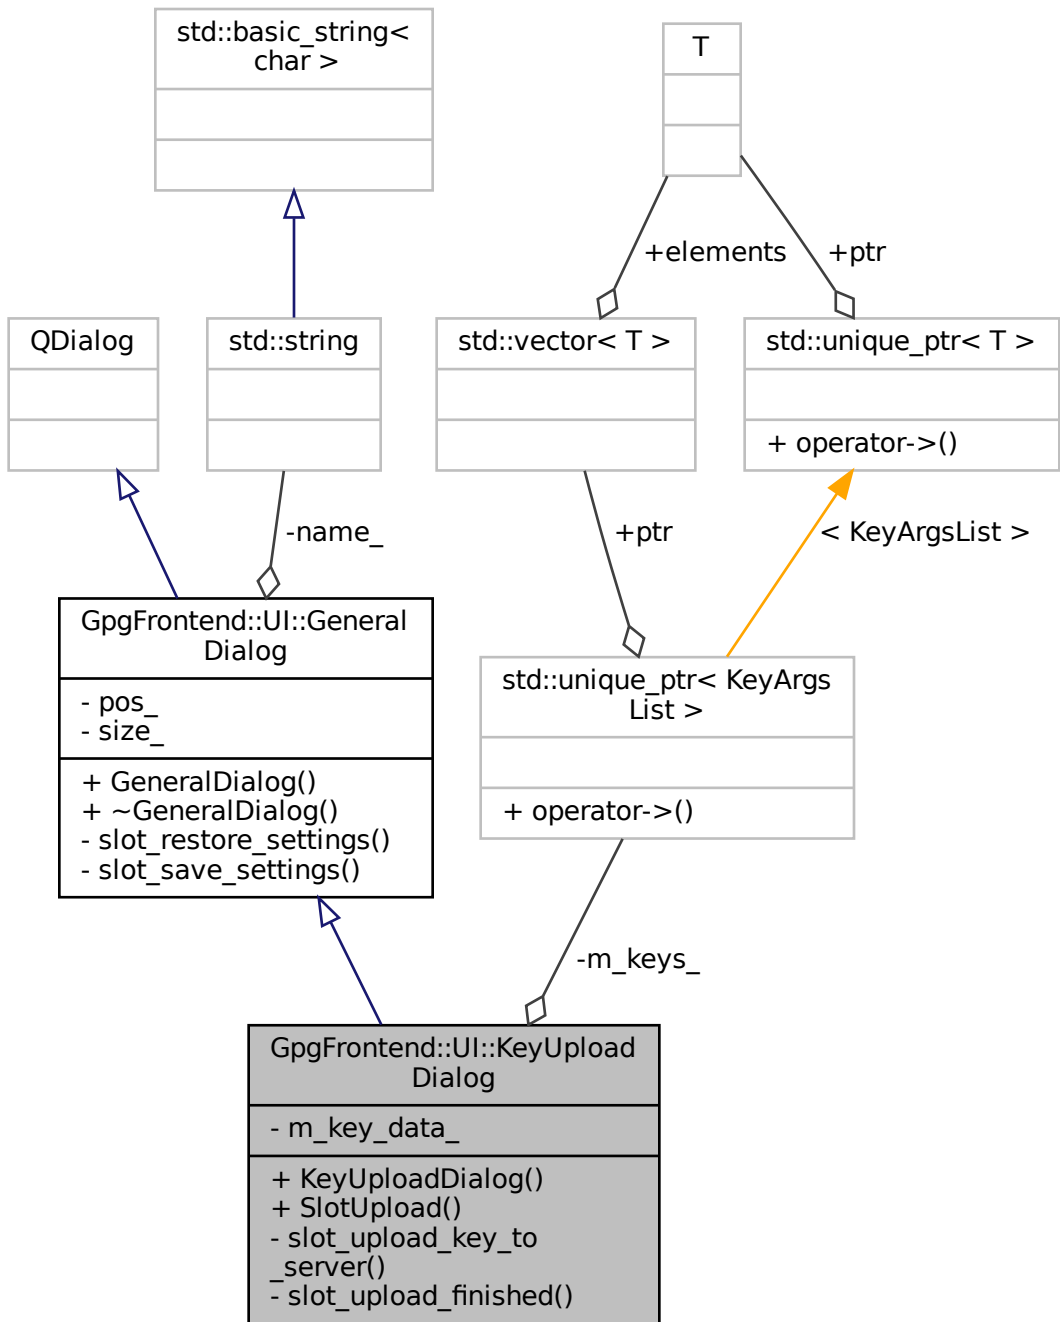 std::basic_string<
char >
T
+elements
+ptr
QDialog
std::string
std::vector< T >
std::unique_ptr< T >
+ operator->()
-name_
+ptr
< KeyArgsList >
GpgFrontend::UI::General
Dialog
- pos_
- size_
+ GeneralDialog()
+ ~GeneralDialog()
- slot_restore_settings()
- slot_save_settings()
std::unique_ptr< KeyArgs
List >
+ operator->()
-m_keys_
GpgFrontend::UI::KeyUpload
Dialog
- m_key_data_
+ KeyUploadDialog()
+ SlotUpload()
- slot_upload_key_to
_server()
- slot_upload_finished()